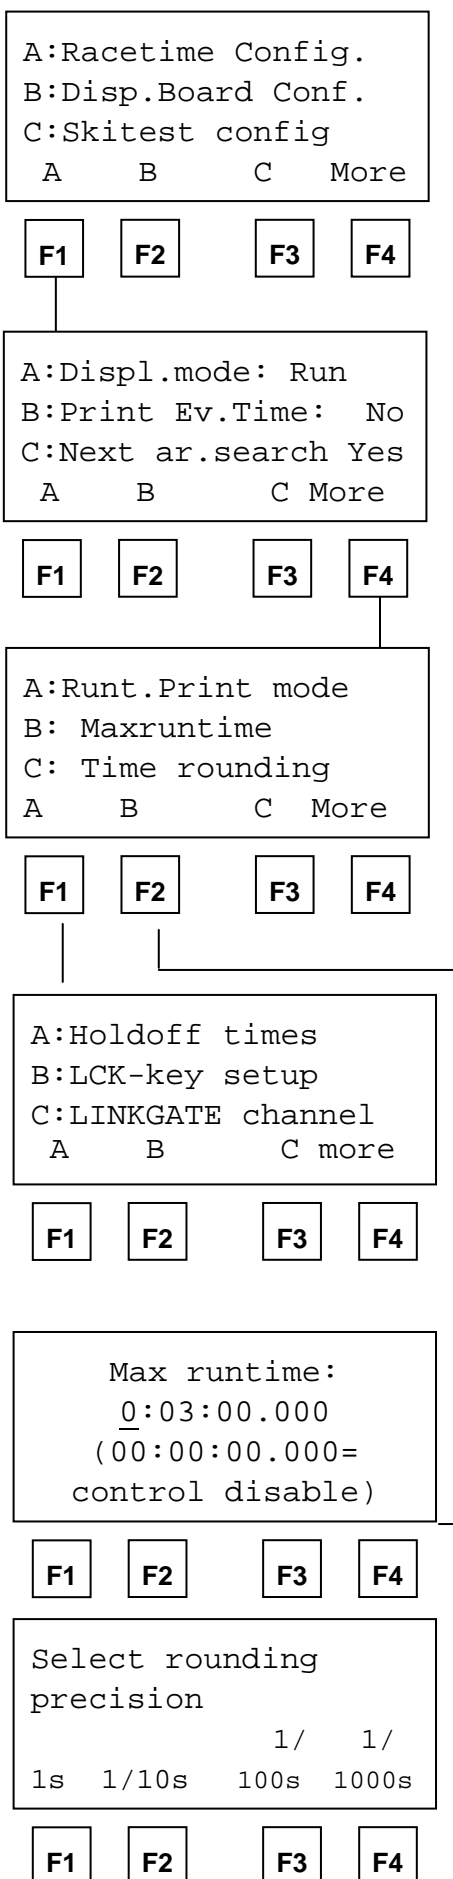 A:Racetime Config.
B:Disp.Board Conf.
C:Skitest config
A B C More
F1 F2 F3 F4
A:Displ.mode: Run
B:Print Ev.Time: No
C:Next ar.search Yes
A B C More
F1 F2 F3 F4
A:Runt.Print mode
B: Maxruntime
C: Time rounding
A B C More
F1 F2 F3 F4
A:Holdoff times
B:LCK-key setup
C:LINKGATE channel
A B C more
F1 F2 F3 F4
Max runtime:
0:03:00.000
(00:00:00.000=
control disable)
F1 F2 F3 F4
Select rounding
precision
1/ 1/
1s 1/10s 100s 1000s
F1 F2 F3 F4